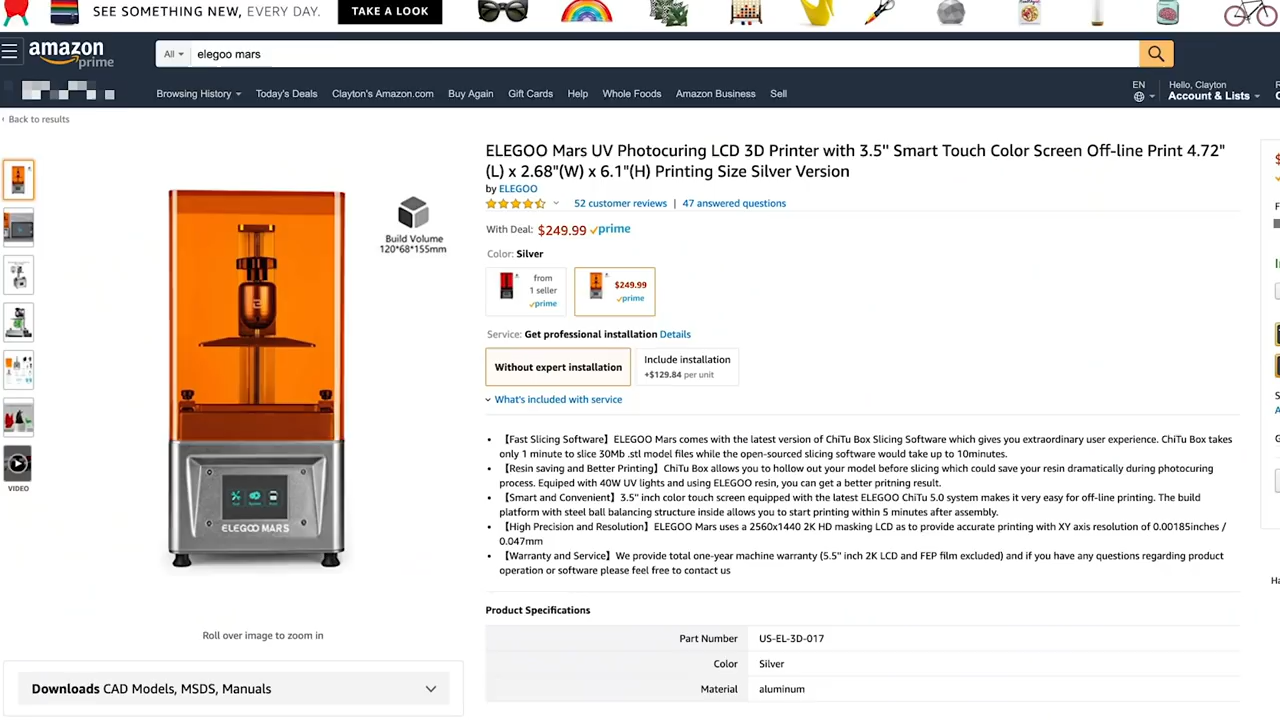 SEE SOMETHING NEW, EVERY DAY.
TAKE A LOOK
amazon
prime
All
elegoo mars
Browsing History
Today's Deals
Clayton's Amazon.com
Buy Again
Gift Cards
Help
Whole Foods
Amazon Business
Sell
EN
Hello, Clayton
Account & Lists
‹ Back to results
ELEGOO Mars UV Photocuring LCD 3D Printer with 3.5'' Smart Touch Color Screen Off-line Print 4.72"
(L) x 2.68"(W) x 6.1"(H) Printing Size Silver Version
by ELEGOO
52 customer reviews | 47 answered questions
With Deal: $249.99 prime
Color: Silver
from
1 seller
prime
$249.99
prime
Service: Get professional installation Details
Without expert installation
Include installation
+$129.84 per unit
What's included with service
• 【Fast Slicing Software】ELEGOO Mars comes with the latest version of ChiTu Box Slicing Software which gives you extraordinary user experience. ChiTu Box takes
only 1 minute to slice 30Mb .stl model files while the open-sourced slicing software would take up to 10minutes.
• 【Resin saving and Better Printing】ChiTu Box allows you to hollow out your model before slicing which could save your resin dramatically during photocuring
process. Equiped with 40W UV lights and using ELEGOO resin, you can get a better pritning result.
• 【Smart and Convenient】3.5'' inch color touch screen equipped with the latest ELEGOO ChiTu 5.0 system makes it very easy for off-line printing. The build
platform with steel ball balancing structure inside allows you to start printing within 5 minutes after assembly.
• 【High Precision and Resolution】ELEGOO Mars uses a 2560x1440 2K HD masking LCD as to provide accurate printing with XY axis resolution of 0.00185inches /
0.047mm
• 【Warranty and Service】We provide total one-year machine warranty (5.5'' inch 2K LCD and FEP film excluded) and if you have any questions regarding product
operation or software please feel free to contact us
Product Specifications
Part Number US-EL-3D-017
Color Silver
Material aluminum
Build Volume
120*68*155mm
ELEGOO MARS
VIDEO
Roll over image to zoom in
Downloads CAD Models, MSDS, Manuals